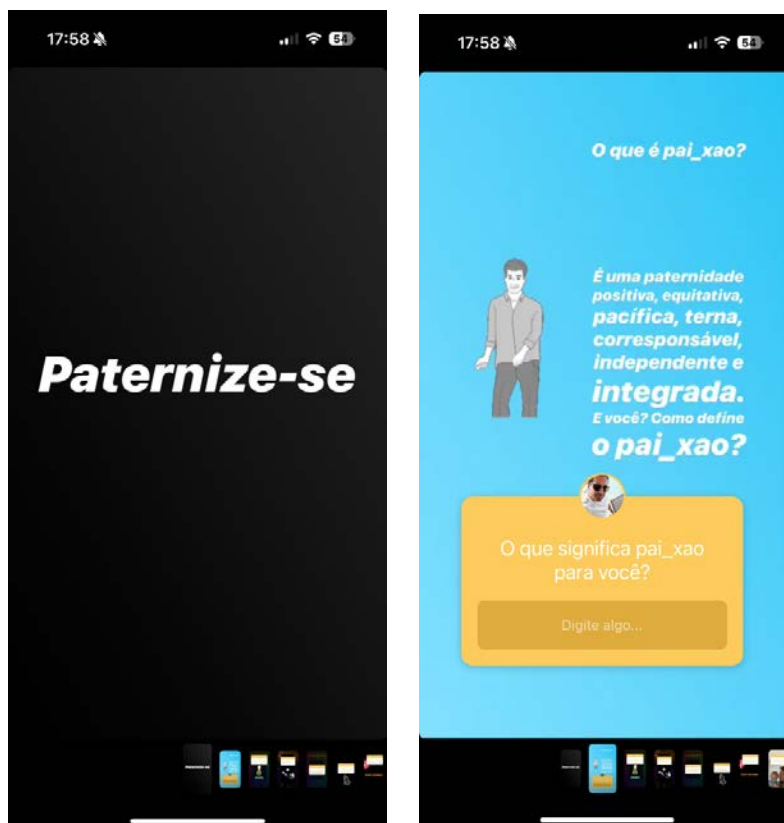 17:58
54
Paternize-se
17:58
54
O que é pai_xao?
É uma paternidade
positiva, equitativa,
pacífica, terna,
corresponsável,
independente e
integrada.
E você? Como define
o pai_xao?
O que significa pai_xao
para você?
Digite algo...